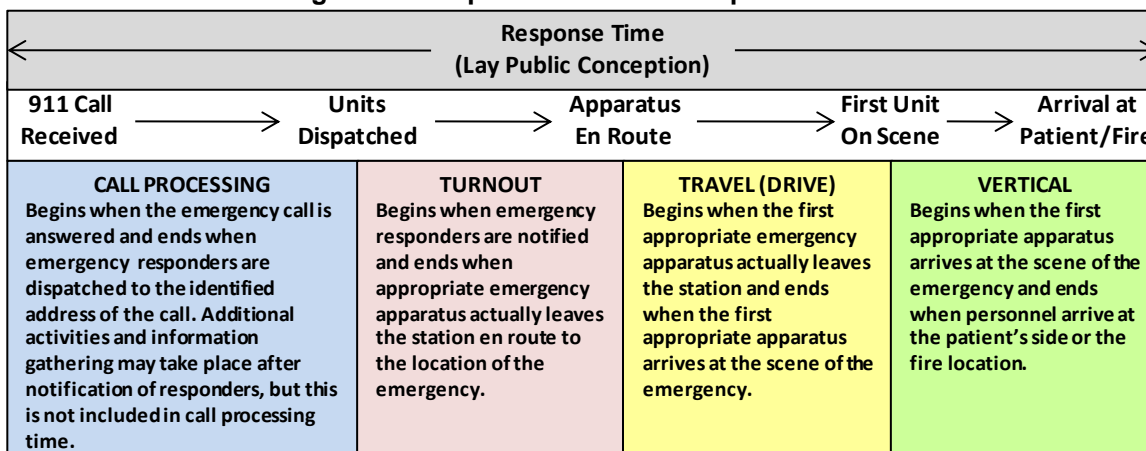 Response Time
(Lay Public Conception)
911 Call
Received
Units
Dispatched
Apparatus
En Route
First Unit
On Scene
Arrival at
Patient/Fire
CALL PROCESSING
Begins when the emergency call is
answered and ends when
emergency responders are
dispatched to the identified
address of the call. Additional
activities and information
gathering may take place after
notification of responders, but this
is not included in call processing
time.
TURNOUT
Begins when emergency
responders are notified
and ends when
appropriate emergency
apparatus actually leaves
the station en route to
the location of the
emergency.
TRAVEL (DRIVE)
Begins when the first
appropriate emergency
apparatus actually leaves
the station and ends
when the first
appropriate apparatus
arrives at the scene of the
emergency.
VERTICAL
Begins when the first
appropriate apparatus
arrives at the scene of the
emergency and ends
when personnel arrive at
the patient's side or the
fire location.